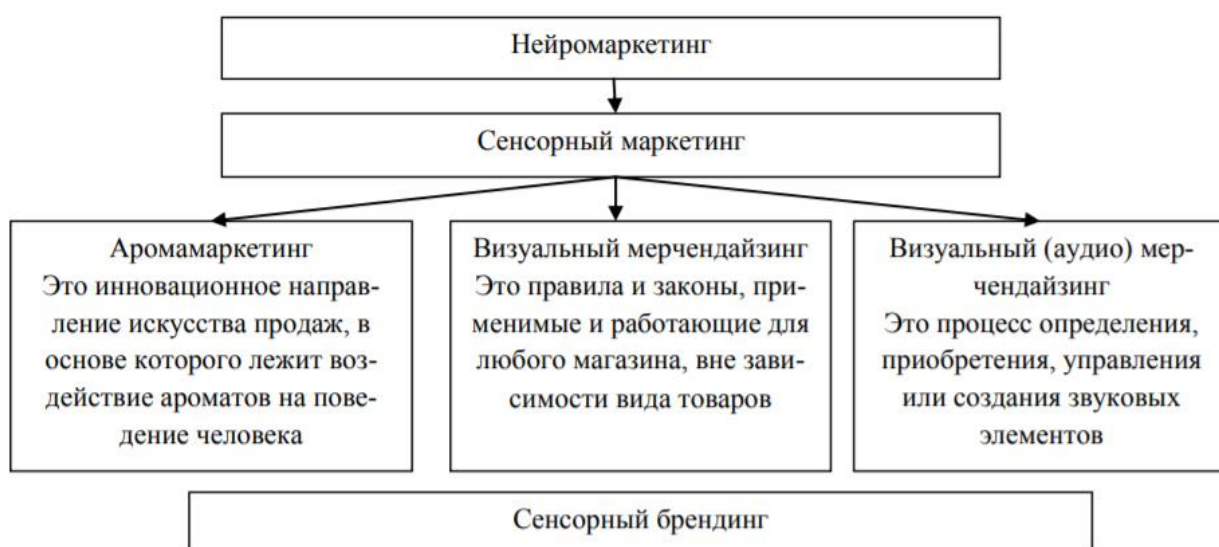 Нейромаркетинг
Сенсорный маркетинг
Аромамаркетинг
Это инновационное направ-
ление искусства продаж, в
основе которого лежит воз-
действие ароматов на пове-
дение человека
Визуальный мерчендайзинг
Это правила и законы, при-
менимые и работающие для
любого магазина, вне зави-
симости вида товаров
Визуальный (аудио) мер-
чендайзинг
Это процесс определения,
приобретения, управления
или создания звуковых
элементов
Сенсорный брендинг